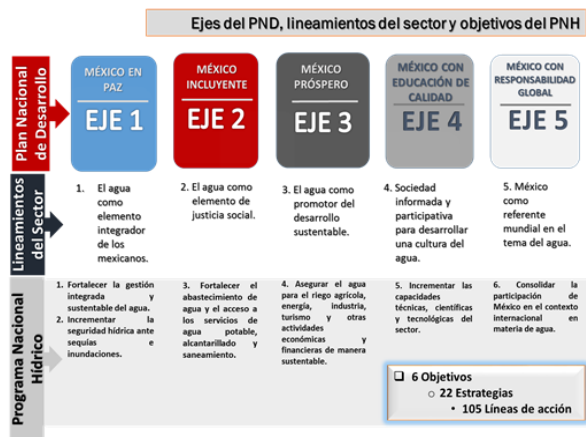 Ejes del PND, lineamientos del sector y objetivos del PNH
Plan Nacional
de Desarrollo
MÉXICO EN
PAZ
EJE 1
MÉXICO
INCLUYENTE
EJE 2
MÉXICO
PRÓSPERO
EJE 3
MÉXICO CON
EDUCACIÓN DE
CALIDAD
EJE 4
MÉXICO CON
RESPONSABILIDAD
GLOBAL
EJE 5
Lineamientos
del Sector
1. El agua
como
elemento
integrador
de los
mexicanos.
2. El agua como
elemento de
justicia social.
3. El agua como
promotor del
desarrollo
sustentable.
4. Sociedad
informada y
participativa
para desarrollar
una cultura del
agua.
5. México
como
referente
mundial en el
tema del agua.
Programa Nacional
Hídrico
1. Fortalecer la gestión
integrada y
sustentable del agua.
2. Incrementar la
seguridad hídrica ante
sequías e
inundaciones.
3. Fortalecer el
abastecimiento de
agua y el acceso a
los servicios de
agua potable,
alcantarillado y
saneamiento.
4. Asegurar el agua
para el riego agrícola,
energía, industria,
turismo y otras
actividades
económicas y
financieras de manera
sustentable.
5. Incrementar las
capacidades
técnicas, científicas
y tecnológicas del
sector.
6. Consolidar la
participación de
México en el contexto
internacional en
materia de agua.
6 Objetivos
22 Estrategias
105 Líneas de acción